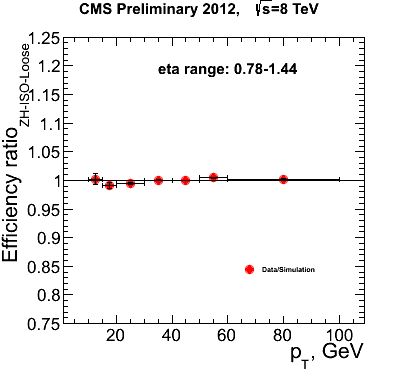 CMS Preliminary 2012, √s=8 TeV
eta range: 0.78-1.44
Efficiency ratio ZH-ISO-Loose
1.25
1.2
1.15
1.1
1.05
1
0.95
0.9
0.85
0.8
0.75
Data/Simulation
20 40 60 80 100
p_T, GeV